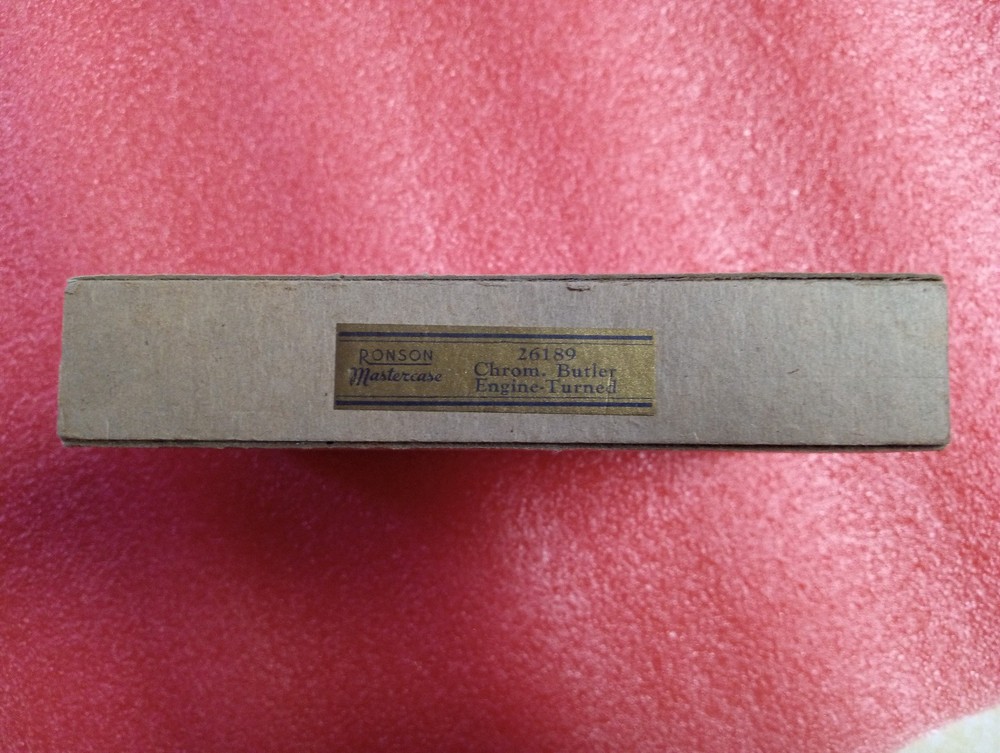 RONSON
Mastercase
26189
Chrom. Butler
Engine-Turned